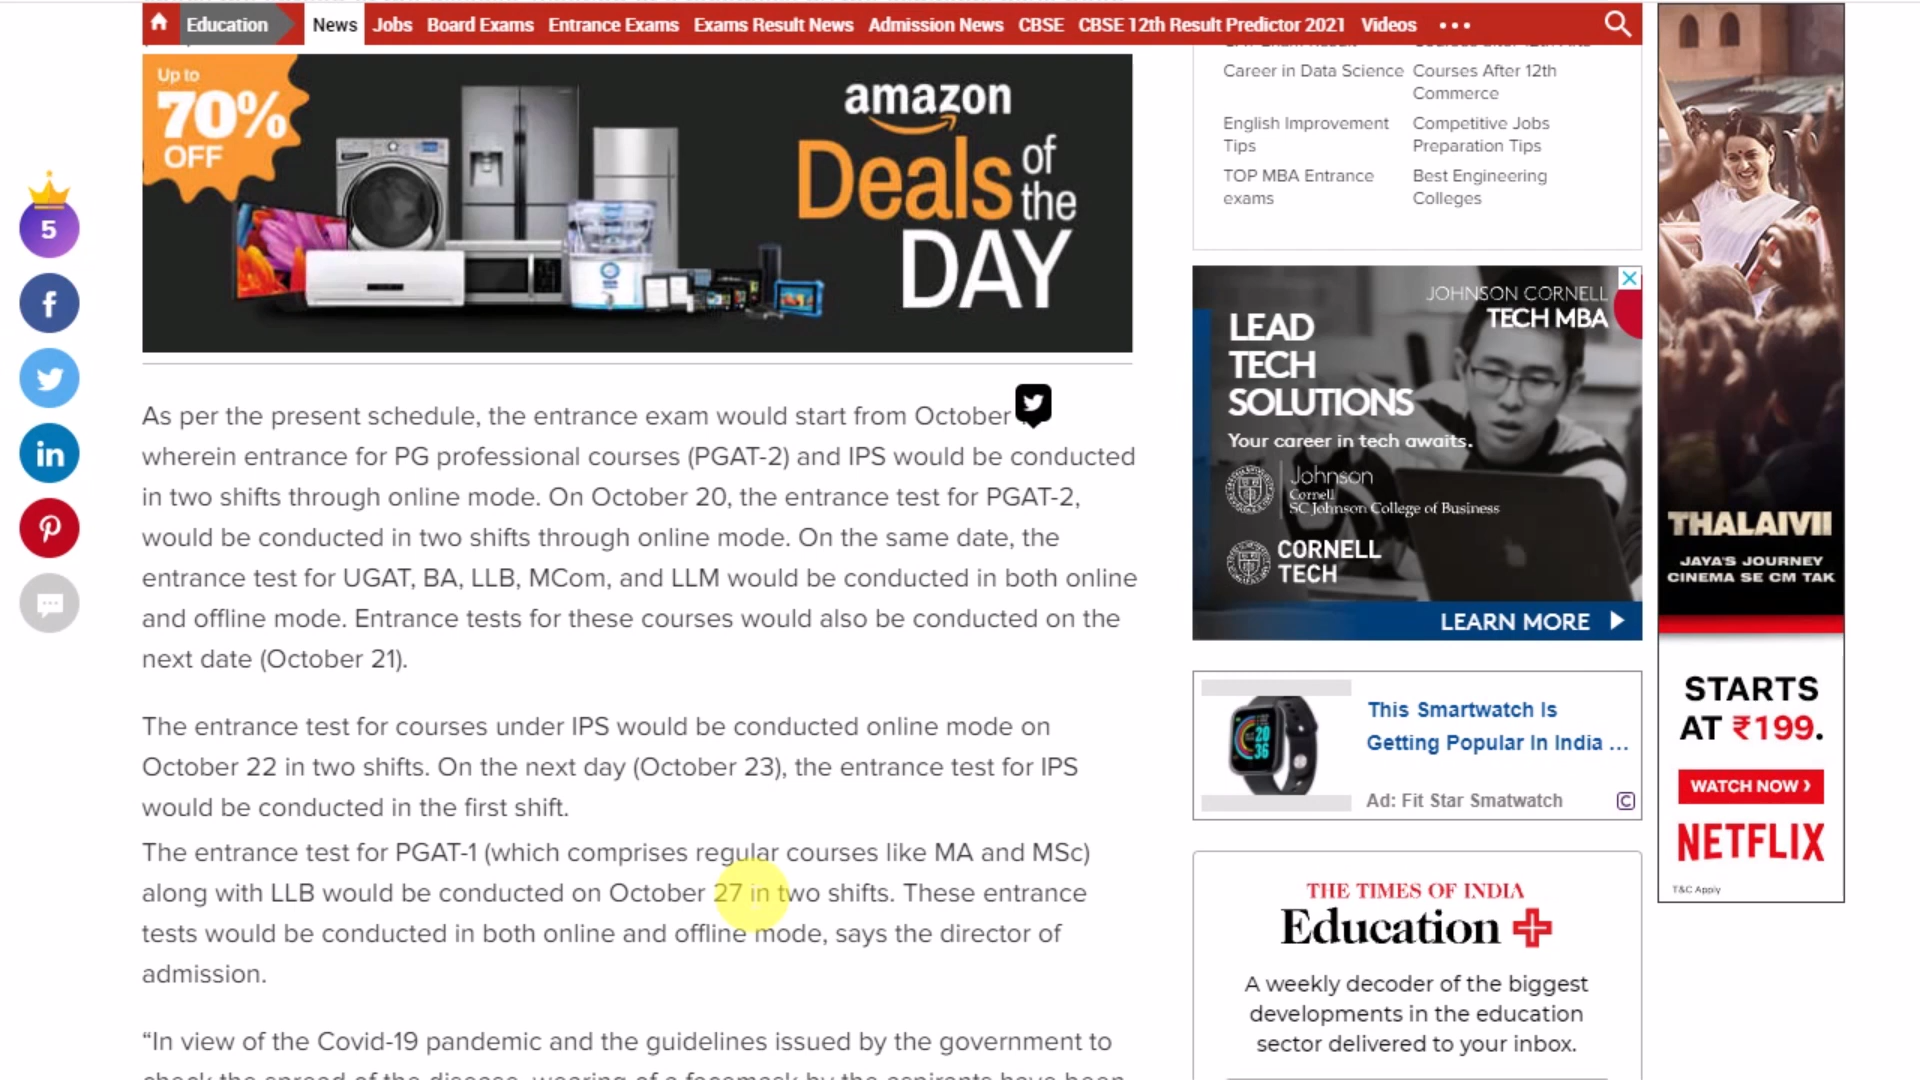 Education
News
Jobs
Board Exams
Entrance Exams
Exams Result News
Admission News
CBSE
CBSE 12th Result Predictor 2021
Videos
Up to
70%
OFF
amazon
Deals of the
DAY
5
As per the present schedule, the entrance exam would start from October
wherein entrance for PG professional courses (PGAT-2) and IPS would be conducted
in two shifts through online mode. On October 20, the entrance test for PGAT-2,
would be conducted in two shifts through online mode. On the same date, the
entrance test for UGAT, BA, LLB, MCom, and LLM would be conducted in both online
and offline mode. Entrance tests for these courses would also be conducted on the
next date (October 21).
The entrance test for courses under IPS would be conducted online mode on
October 22 in two shifts. On the next day (October 23), the entrance test for IPS
would be conducted in the first shift.
The entrance test for PGAT-1 (which comprises regular courses like MA and MSc)
along with LLB would be conducted on October 27 in two shifts. These entrance
tests would be conducted in both online and offline mode, says the director of
admission.
“In view of the Covid-19 pandemic and the guidelines issued by the government to
Career in Data Science
Courses After 12th
Commerce
English Improvement
Tips
Competitive Jobs
Preparation Tips
TOP MBA Entrance
exams
Best Engineering
Colleges
JOHNSON CORNELL
TECH MBA
LEAD
TECH
SOLUTIONS
Your career in tech awaits.
Johnson
Cornell
SC Johnson College of Business
CORNELL
TECH
LEARN MORE
This Smartwatch Is
Getting Popular In India ...
Ad: Fit Star Smatwatch
THE TIMES OF INDIA
Education
A weekly decoder of the biggest
developments in the education
sector delivered to your inbox.
THALAIVII
JAYA'S JOURNEY
CINEMA SE CM TAK
STARTS
AT ₹199.
WATCH NOW
NETFLIX
T&C Apply